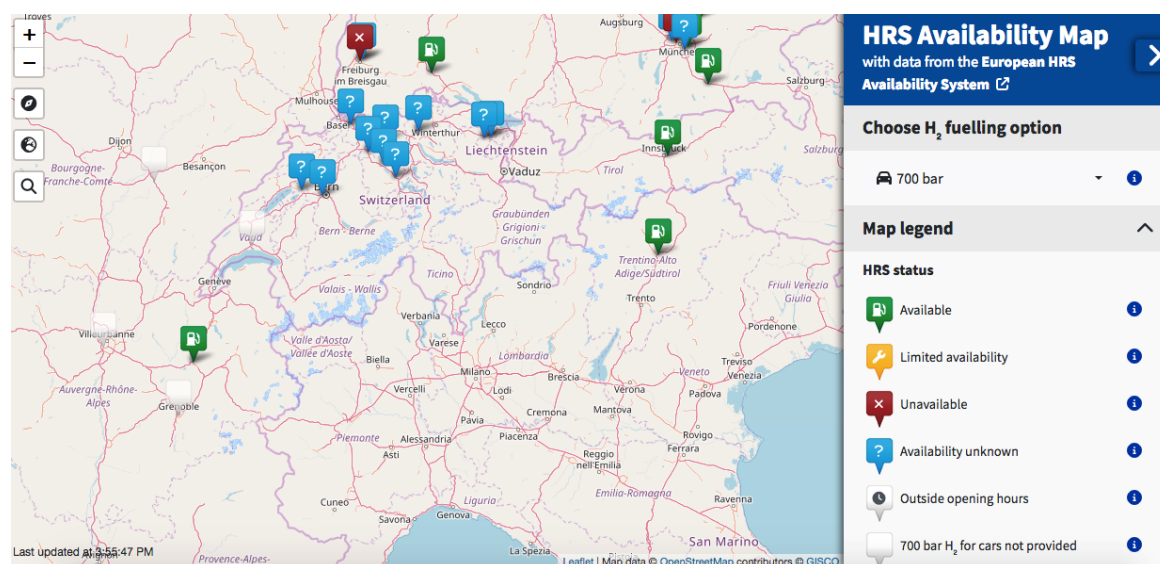 Troyes
Augsburg
München
Freiburg
im Breisgau
Salzburg
Mulhouse
Basel
Winterthur
Dijon
Besançon
Liechtenstein
Innsbruck
Salzburg
Bourgogne-
Franche-Comté
Vaduz
Tirol
Bern
Switzerland
Graubünden
Grigioni -
Grischun
Vaud
Bern - Berne
Trentino-Alto
Adige/Südtirol
Genève
Valais - Wallis
Ticino
Sondrio
Friuli Venezia
Giulia
Trento
Verbania
Lecco
Pordenone
Villeurbanne
Valle d'Aosta/
Vallée d'Aoste
Varese
Biella
Lombardia
Treviso
Milano
Brescia
Veneto
Venezia
Auvergne-Rhône-
Alpes
Vercelli
Lodi
Verona
Padova
Grenoble
Cremona
Mantova
Pavia
Piemonte
Alessandria
Piacenza
Rovigo
Asti
Reggio
nell'Emilia
Ferrara
Emilia-Romagna
Cuneo
Liguria
Ravenna
Savona
Genova
La Spezia
San Marino
Avignon
Provence-Alpes-
Last updated at 3:55:47 PM
Leaflet | Map data © OpenStreetMap contributors © GISCO
+
−
HRS Availability Map
with data from the European HRS
Availability System
Choose H₂ fuelling option
700 bar
Map legend
HRS status
Available
Limited availability
Unavailable
Availability unknown
Outside opening hours
700 bar H₂ for cars not provided